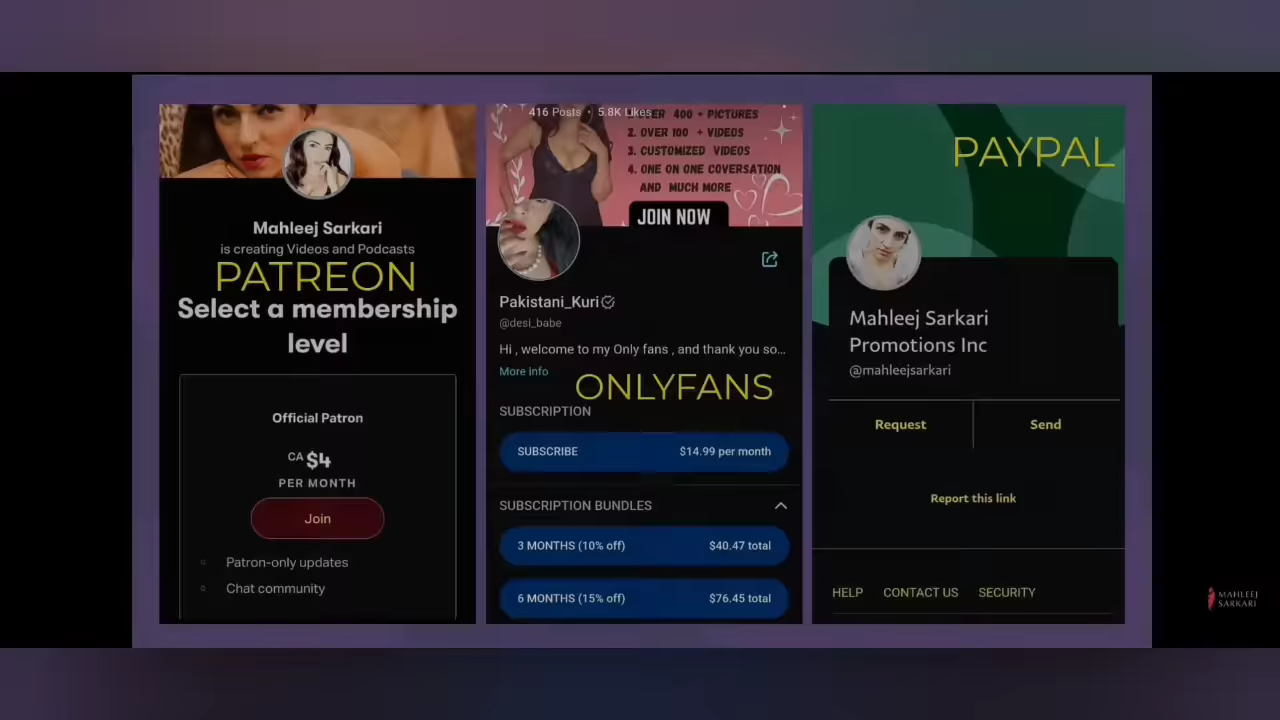 Mahleej Sarkari
is creating Videos and Podcasts
PATREON
Select a membership
level
Official Patron
CA $4
PER MONTH
Join
Patron-only updates
Chat community
416 Posts • 5.8K Likes
400 + PICTURES
2. OVER 100 + VIDEOS
3. CUSTOMIZED VIDEOS
4. ONE ON ONE COVERSATION
AND MUCH MORE
JOIN NOW
Pakistani_Kuri
@desi_babe
Hi , welcome to my Only fans , and thank you so...
More info
ONLYFANS
SUBSCRIPTION
SUBSCRIBE $14.99 per month
SUBSCRIPTION BUNDLES
3 MONTHS (10% off) $40.47 total
6 MONTHS (15% off) $76.45 total
PAYPAL
Mahleej Sarkari
Promotions Inc
@mahleejsarkari
Request Send
Report this link
HELP CONTACT US SECURITY
MAHLEEJ
SARKARI